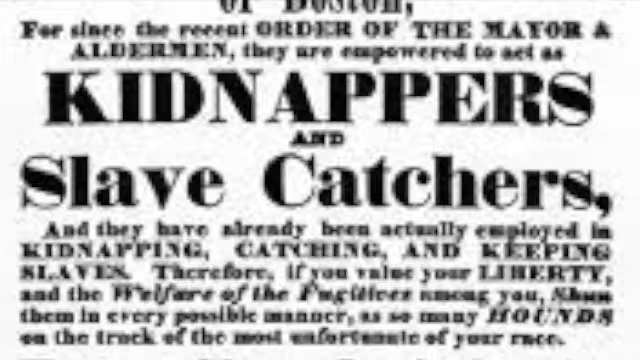 of Boston,
For since the recent ORDER OF THE MAYOR &
ALDERMEN, they are empowered to act as
KIDNAPPERS
AND
Slave Catchers,
And they have already been actually employed in
KIDNAPPING, CATCHING, AND KEEPING
SLAVES. Therefore, if you value your LIBERTY,
and the Welfare of the Fugitives among you, Shun
them in every possible manner, as so many HOUNDS
on the track of the most unfortunate of your race.